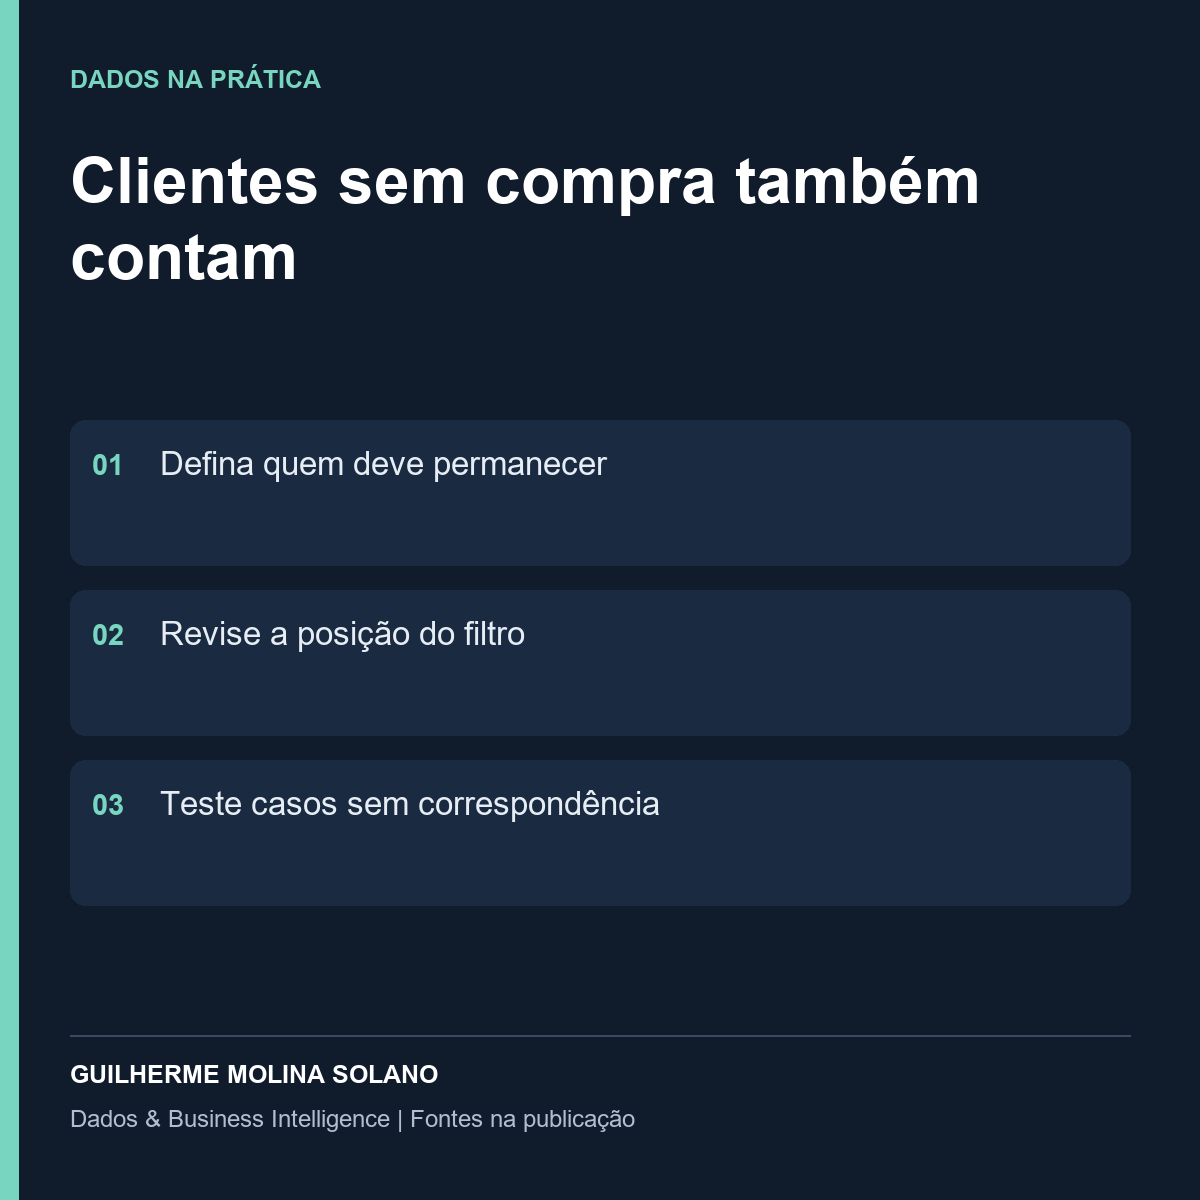 DADOS NA PRÁTICA
Clientes sem compra também
contam
01 Defina quem deve permanecer
02 Revise a posição do filtro
03 Teste casos sem correspondência
GUILHERME MOLINA SOLANO
Dados & Business Intelligence | Fontes na publicação